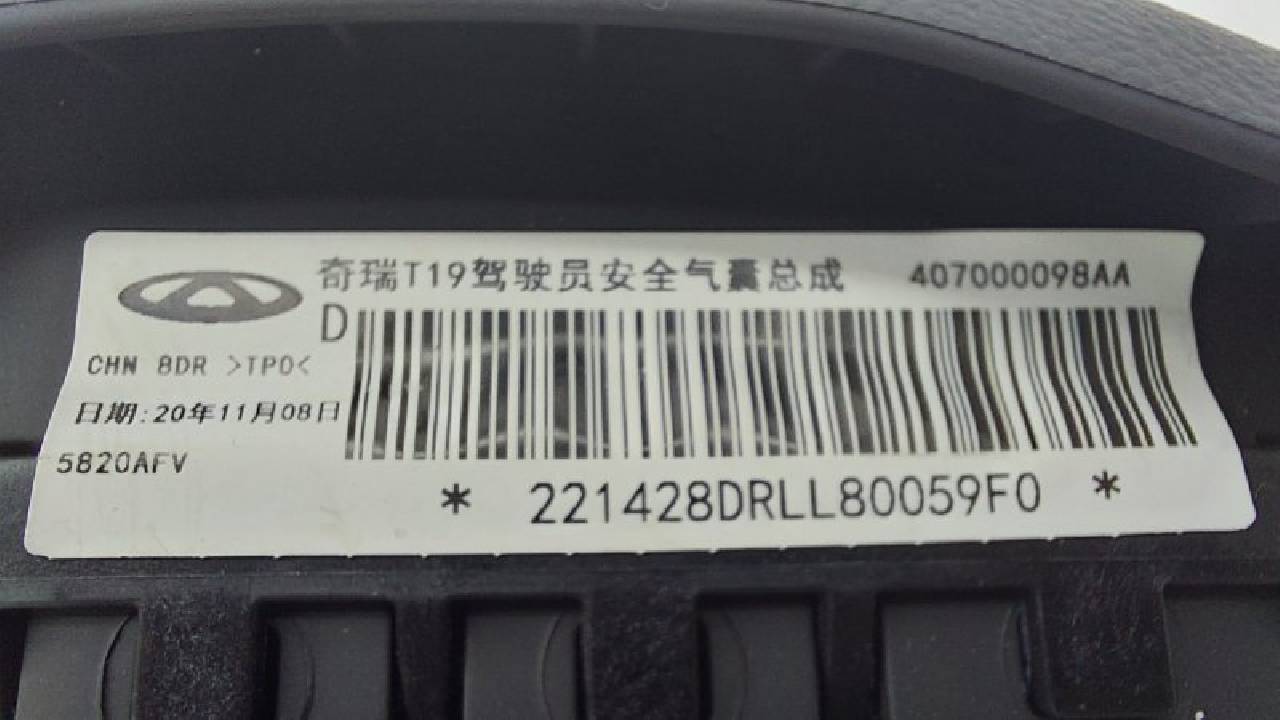 奇瑞T19驾驶员安全气囊总成 407000098AA
D
CHN 8DR >TPO<
日期:20年11月08日
5820AFV
* 221428DRLL80059F0 *